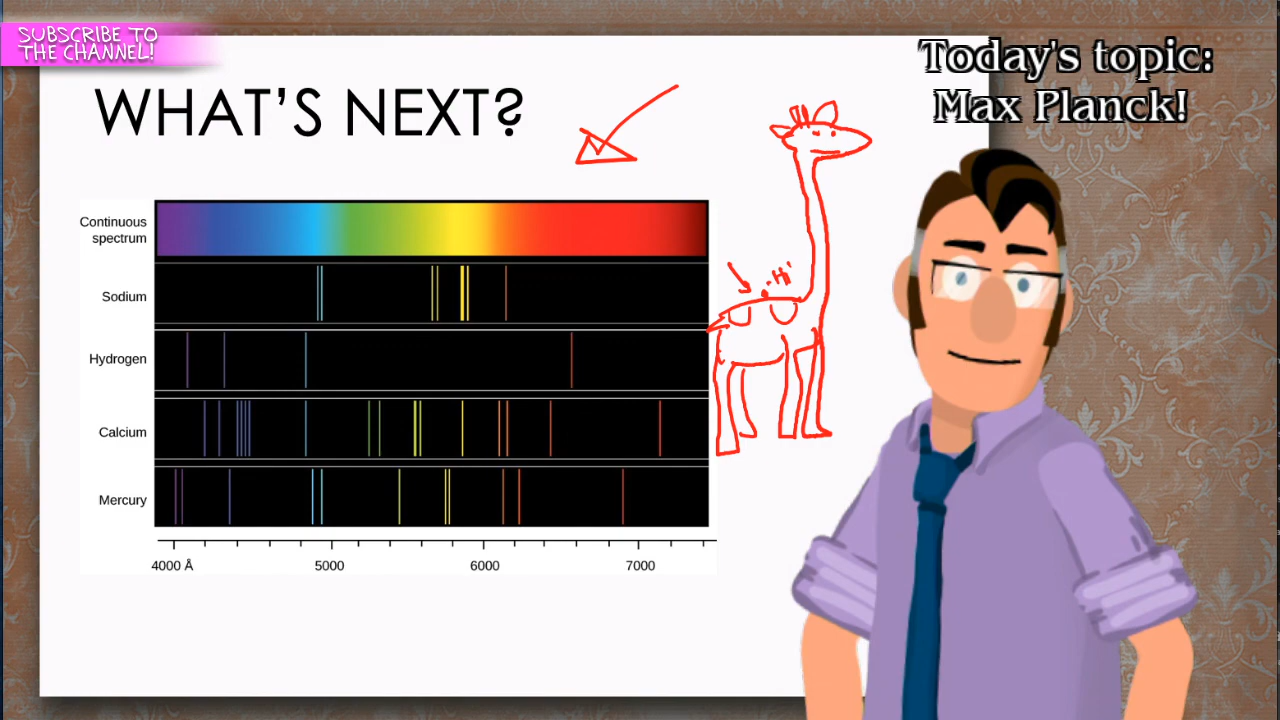 SUBSCRIBE TO
THE CHANNEL!
Today's topic:
Max Planck!
WHAT'S NEXT?
Continuous
spectrum
Sodium
Hydrogen
Calcium
Mercury
4000 Å 5000 6000 7000
"Hi"